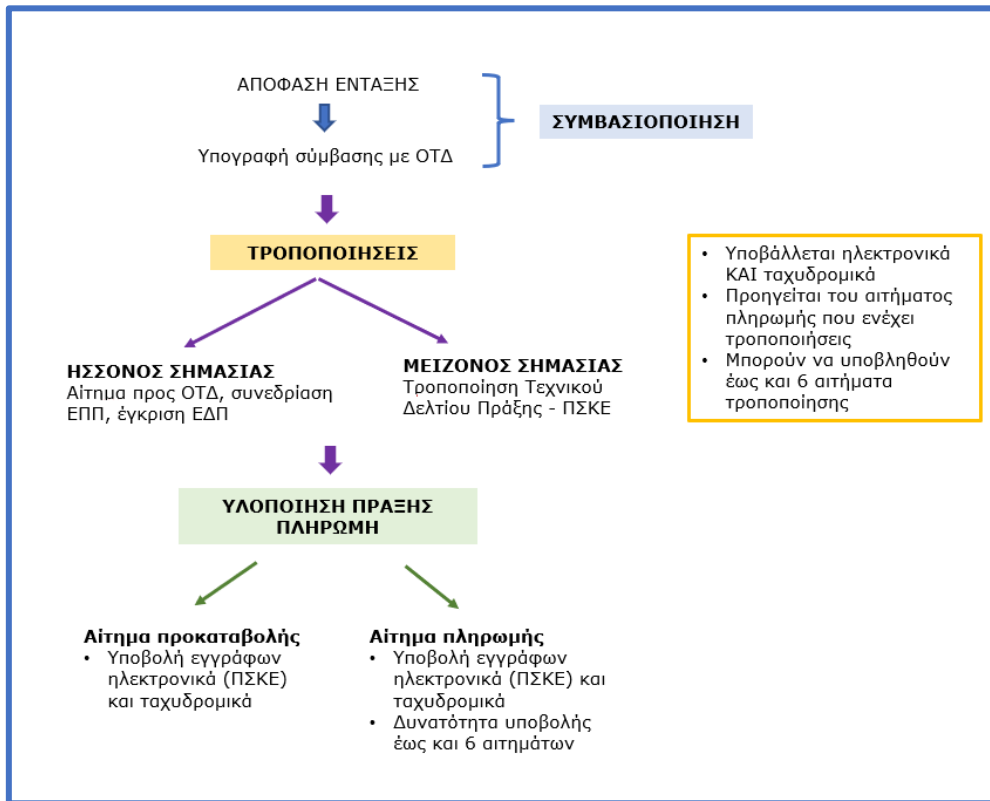 ΑΠΟΦΑΣΗ ΕΝΤΑΞΗΣ
Υπογραφή σύμβασης με ΟΤΔ
ΣΥΜΒΑΣΙΟΠΟΙΗΣΗ
ΤΡΟΠΟΠΟΙΗΣΕΙΣ
• Υποβάλλεται ηλεκτρονικά
ΚΑΙ ταχυδρομικά
• Προηγείται του αιτήματος
πληρωμής που ενέχει
τροποποιήσεις
• Μπορούν να υποβληθούν
έως και 6 αιτήματα
τροποποίησης
ΗΣΣΟΝΟΣ ΣΗΜΑΣΙΑΣ
Αίτημα προς ΟΤΔ, συνεδρίαση
ΕΠΠ, έγκριση ΕΔΠ
ΜΕΙΖΟΝΟΣ ΣΗΜΑΣΙΑΣ
Τροποποίηση Τεχνικού
Δελτίου Πράξης - ΠΣΚΕ
ΥΛΟΠΟΙΗΣΗ ΠΡΑΞΗΣ
ΠΛΗΡΩΜΗ
Αίτημα προκαταβολής
• Υποβολή εγγράφων
ηλεκτρονικά (ΠΣΚΕ)
και ταχυδρομικά
Αίτημα πληρωμής
• Υποβολή εγγράφων
ηλεκτρονικά (ΠΣΚΕ) και
ταχυδρομικά
• Δυνατότητα υποβολής
έως και 6 αιτημάτων